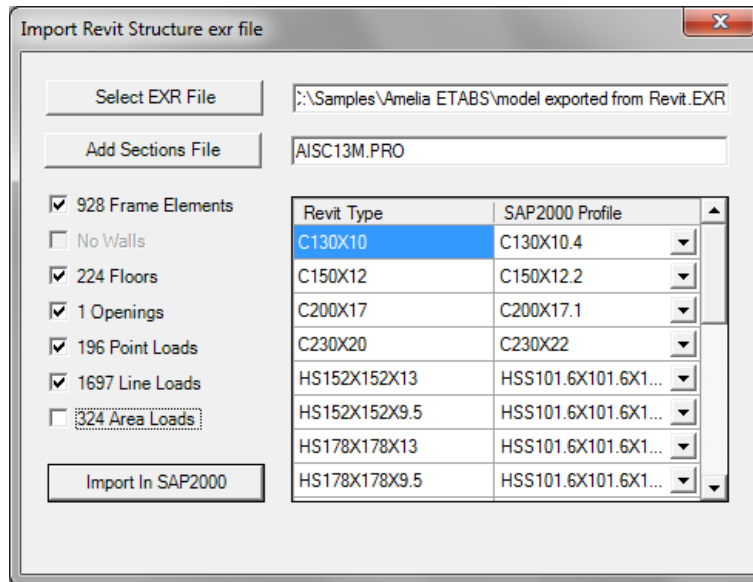 Import Revit Structure exr file
Select EXR File
C:\Samples\Amelia ETABS\model exported from Revit.EXR
Add Sections File
AISC13M.PRO
928 Frame Elements
No Walls
224 Floors
1 Openings
196 Point Loads
1697 Line Loads
324 Area Loads
Import In SAP2000
Revit Type SAP2000 Profile
C130X10 C130X10.4
C150X12 C150X12.2
C200X17 C200X17.1
C230X20 C230X22
HS152X152X13 HSS101.6X101.6X1...
HS152X152X9.5 HSS101.6X101.6X1...
HS178X178X13 HSS101.6X101.6X1...
HS178X178X9.5 HSS101.6X101.6X1...